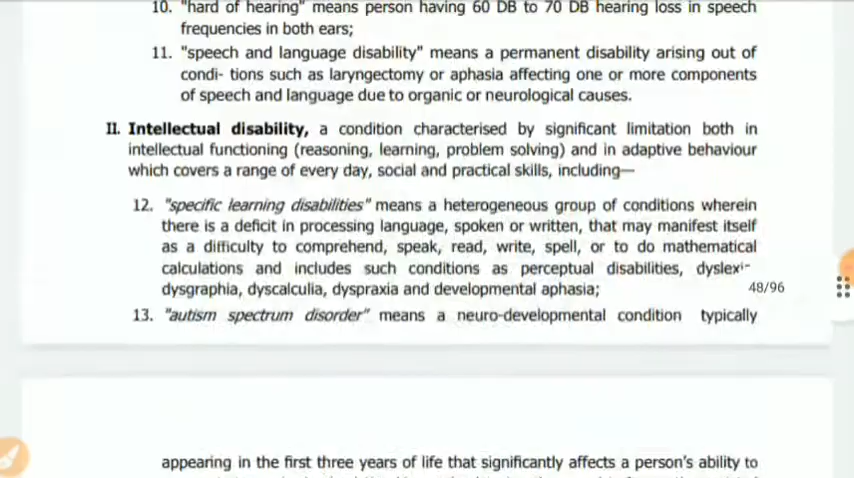 10. "hard of hearing" means person having 60 DB to 70 DB hearing loss in speech
frequencies in both ears;
11. "speech and language disability" means a permanent disability arising out of
condi- tions such as laryngectomy or aphasia affecting one or more components
of speech and language due to organic or neurological causes.
II. Intellectual disability, a condition characterised by significant limitation both in
intellectual functioning (reasoning, learning, problem solving) and in adaptive behaviour
which covers a range of every day, social and practical skills, including—
12. "specific learning disabilities" means a heterogeneous group of conditions wherein
there is a deficit in processing language, spoken or written, that may manifest itself
as a difficulty to comprehend, speak, read, write, spell, or to do mathematical
calculations and includes such conditions as perceptual disabilities,
dysgraphia, dyscalculia, dyspraxia and developmental aphasia;
48/96
13. "autism spectrum disorder" means a neuro-developmental condition typically
appearing in the first three years of life that significantly affects a person's ability to